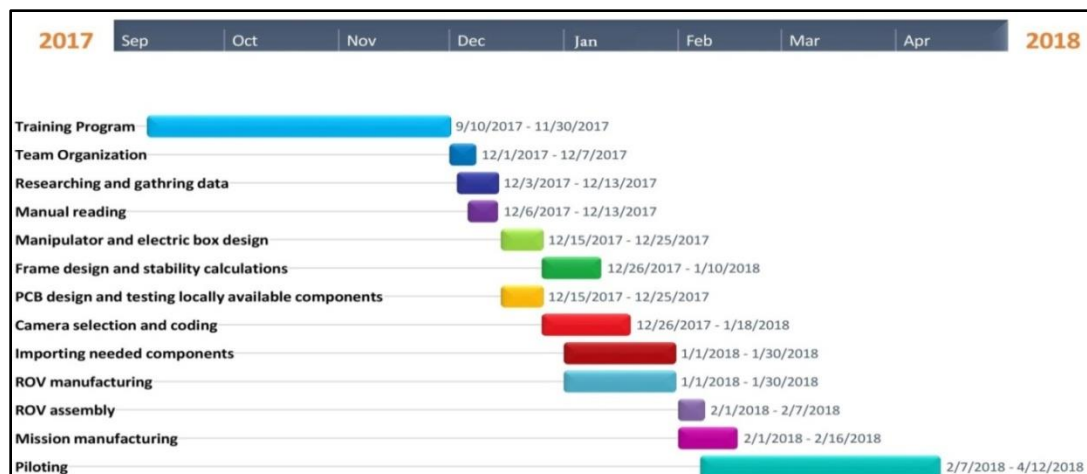 2017 Sep Oct Nov Dec Jan Feb Mar Apr 2018
Training Program 9/10/2017 - 11/30/2017
Team Organization 12/1/2017 - 12/7/2017
Researching and gathring data 12/3/2017 - 12/13/2017
Manual reading 12/6/2017 - 12/13/2017
Manipulator and electric box design 12/15/2017 - 12/25/2017
Frame design and stability calculations 12/26/2017 - 1/10/2018
PCB design and testing locally available components 12/15/2017 - 12/25/2017
Camera selection and coding 12/26/2017 - 1/18/2018
Importing needed components 1/1/2018 - 1/30/2018
ROV manufacturing 1/1/2018 - 1/30/2018
ROV assembly 2/1/2018 - 2/7/2018
Mission manufacturing 2/1/2018 - 2/16/2018
Piloting 2/7/2018 - 4/12/2018